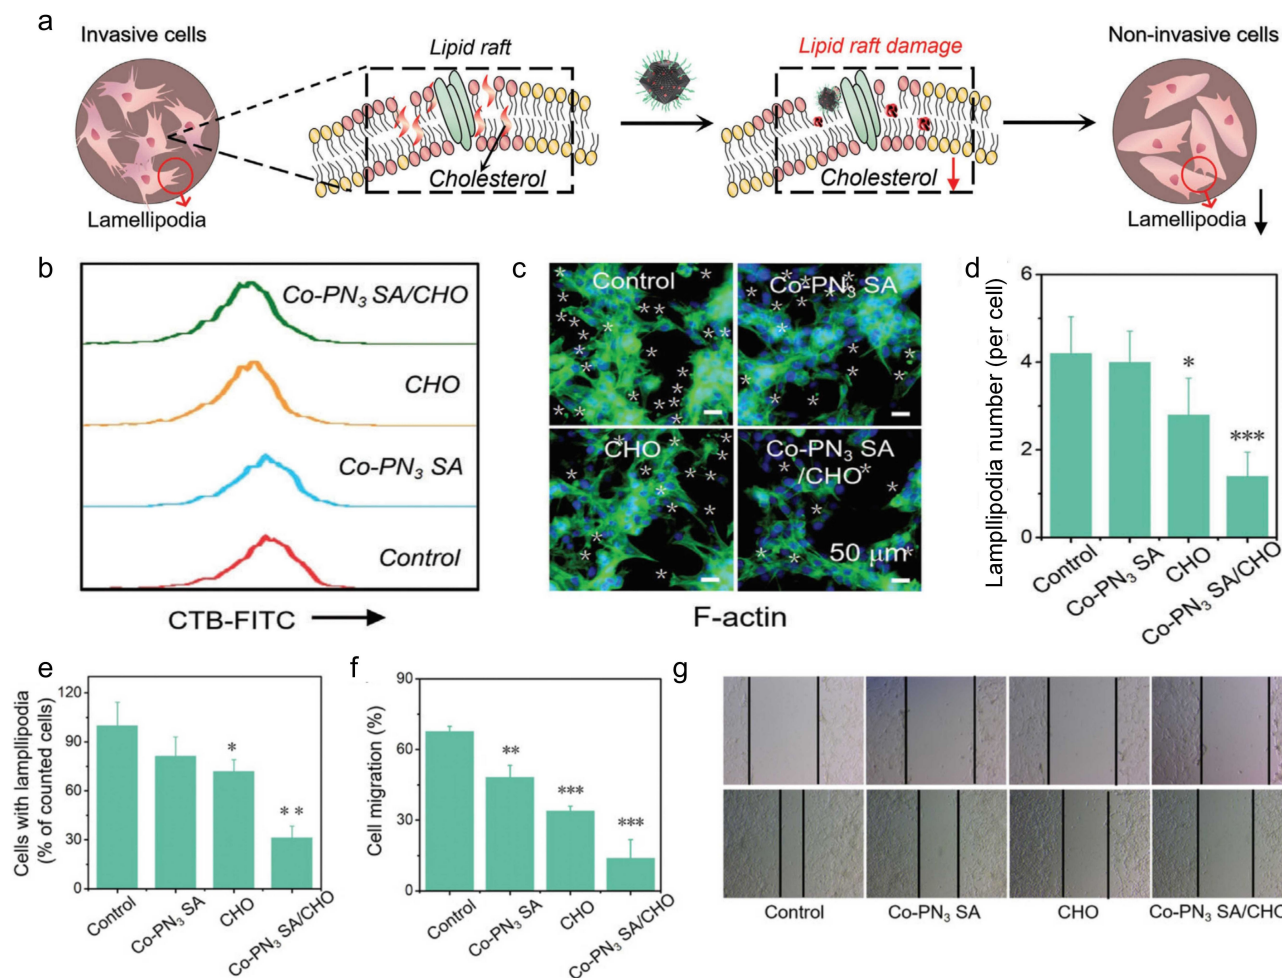 a
Invasive cells
Lamellipodia
Lipid raft
Cholesterol
Lipid raft damage
Cholesterol
Non-invasive cells
Lamellipodia
b
Co-PN₃ SA/CHO
CHO
Co-PN₃ SA
Control
CTB-FITC
c
Control
Co-PN₃ SA
CHO
Co-PN₃ SA
/CHO
50 μm
F-actin
d
Lampllipodia number (per cell)
6
4
2
0
*
***
Control
Co-PN₃ SA
CHO
Co-PN₃ SA/CHO
e
Cells with lampllipodia
(% of counted cells)
120
90
60
30
0
*
**
Control
Co-PN₃ SA
CHO
Co-PN₃ SA/CHO
f
Cell migration (%)
90
60
30
0
**
***
***
Control
Co-PN₃ SA
CHO
Co-PN₃ SA/CHO
g
Control
Co-PN₃ SA
CHO
Co-PN₃ SA/CHO